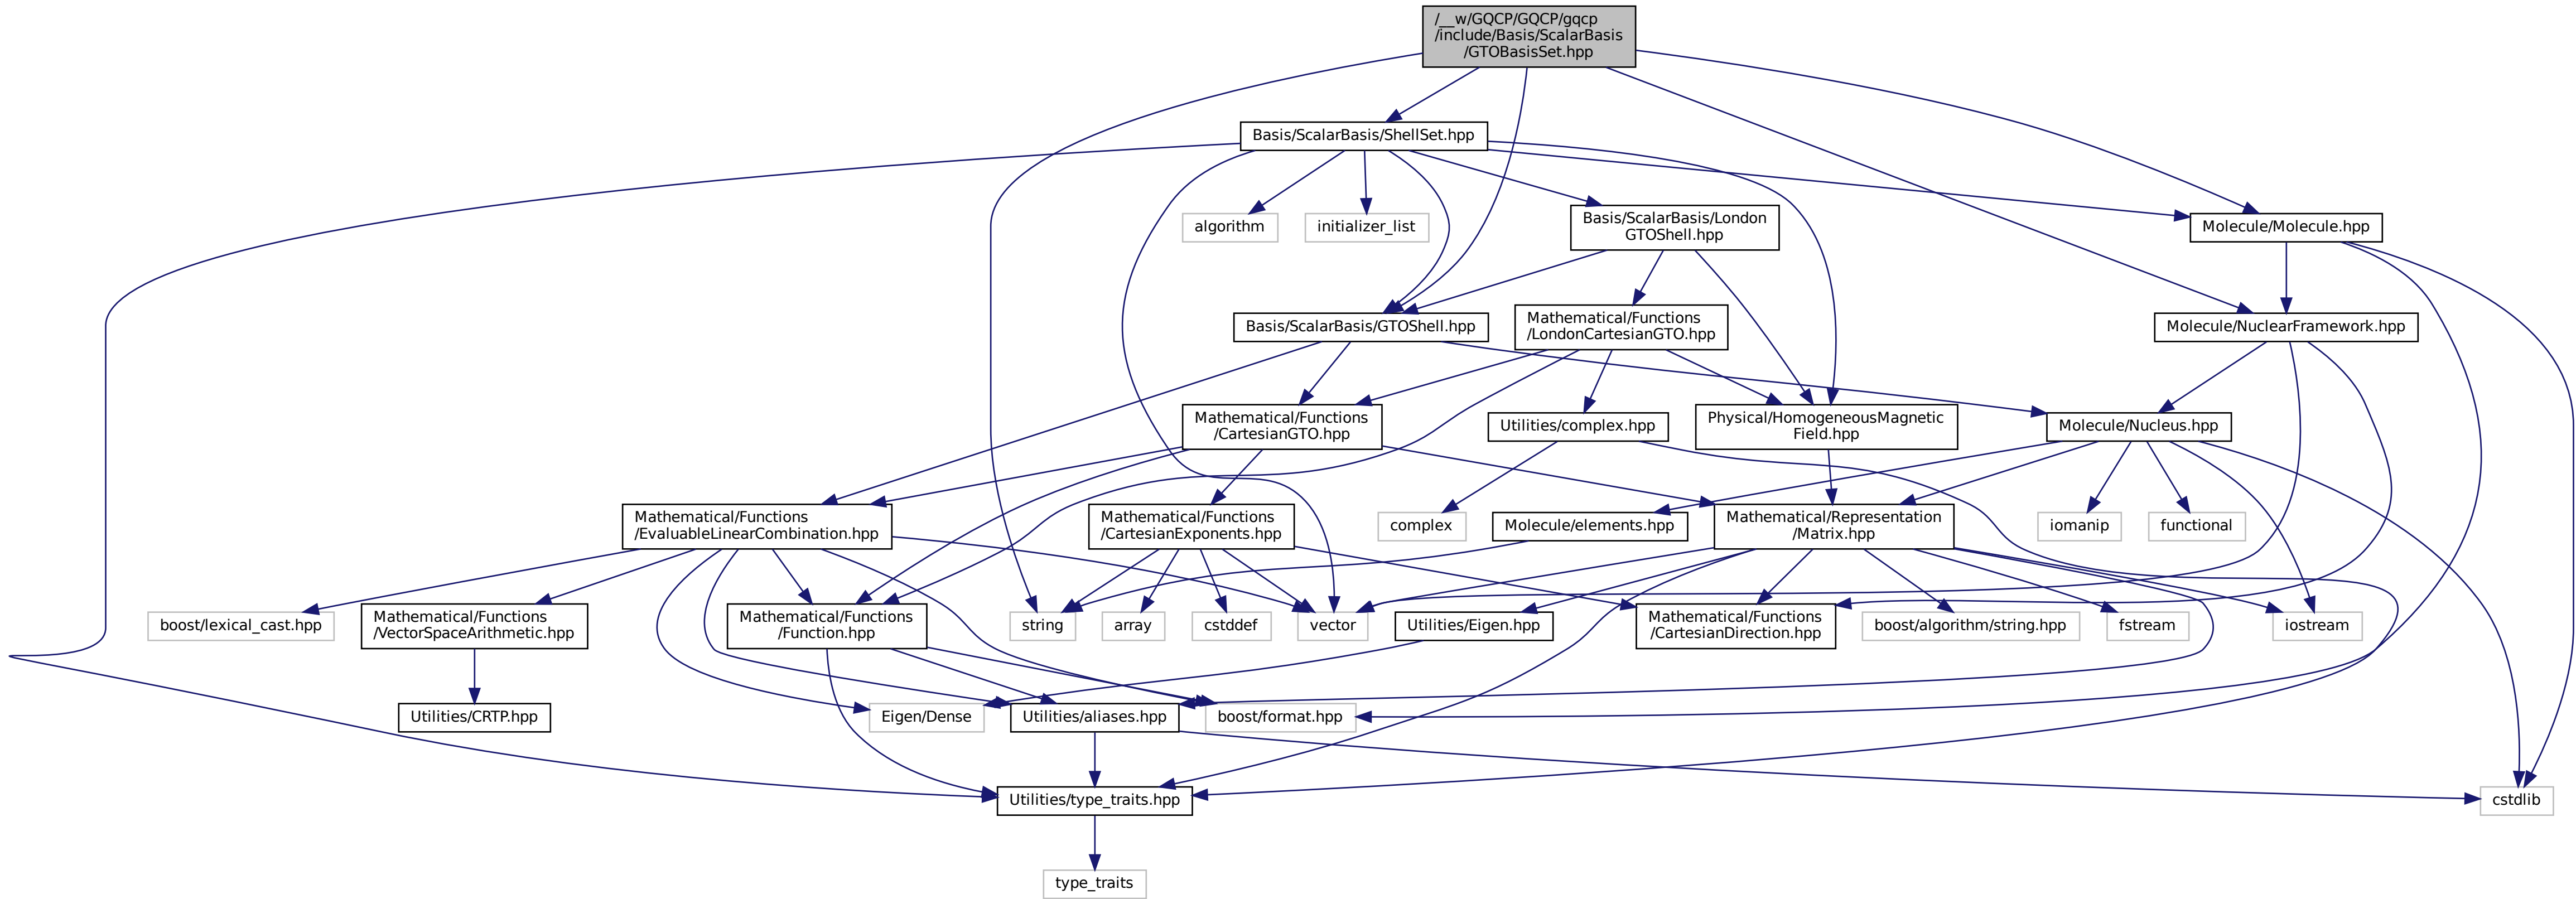 /__w/GQCP/GQCP/gqcp
/include/Basis/ScalarBasis
/GTOBasisSet.hpp
Basis/ScalarBasis/ShellSet.hpp
algorithm
initializer_list
Basis/ScalarBasis/London
GTOShell.hpp
Molecule/Molecule.hpp
Basis/ScalarBasis/GTOShell.hpp
Mathematical/Functions
/LondonCartesianGTO.hpp
Molecule/NuclearFramework.hpp
Mathematical/Functions
/CartesianGTO.hpp
Utilities/complex.hpp
Physical/HomogeneousMagnetic
Field.hpp
Molecule/Nucleus.hpp
Mathematical/Functions
/EvaluableLinearCombination.hpp
Mathematical/Functions
/CartesianExponents.hpp
complex
Molecule/elements.hpp
Mathematical/Representation
/Matrix.hpp
iomanip
functional
boost/lexical_cast.hpp
Mathematical/Functions
/VectorSpaceArithmetic.hpp
Mathematical/Functions
/Function.hpp
string
array
cstddef
vector
Utilities/Eigen.hpp
Mathematical/Functions
/CartesianDirection.hpp
boost/algorithm/string.hpp
fstream
iostream
Utilities/CRTP.hpp
Eigen/Dense
Utilities/aliases.hpp
boost/format.hpp
Utilities/type_traits.hpp
cstdlib
type_traits